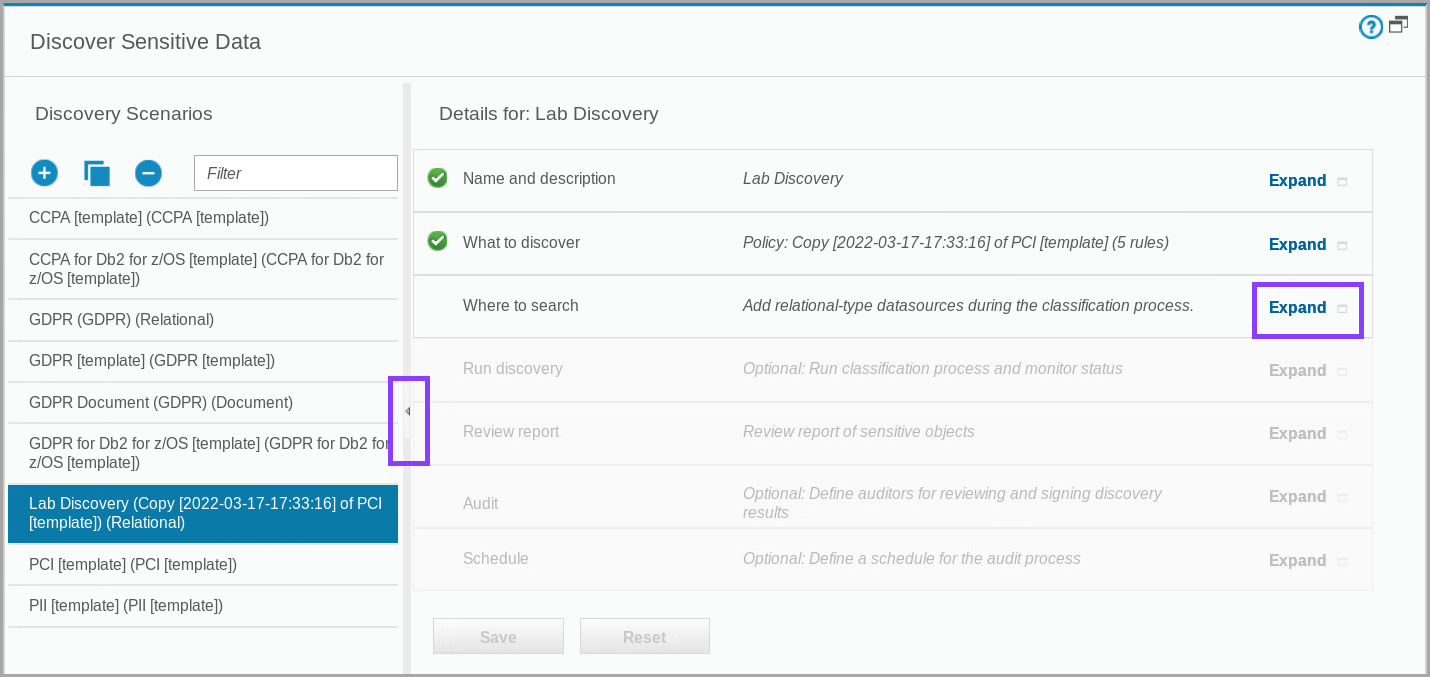 Discover Sensitive Data
?
Discovery Scenarios
Filter
CCPA [template] (CCPA [template])
CCPA for Db2 for z/OS [template] (CCPA for Db2 for
z/OS [template])
GDPR (GDPR) (Relational)
GDPR [template] (GDPR [template])
GDPR Document (GDPR) (Document)
GDPR for Db2 for z/OS [template] (GDPR for Db2 for
z/OS [template])
Lab Discovery (Copy [2022-03-17-17:33:16] of PCI
[template]) (Relational)
PCI [template] (PCI [template])
PII [template] (PII [template])
Details for: Lab Discovery
Name and description Lab Discovery Expand
What to discover Policy: Copy [2022-03-17-17:33:16] of PCI [template] (5 rules) Expand
Where to search Add relational-type datasources during the classification process. Expand
Run discovery Optional: Run classification process and monitor status Expand
Review report Review report of sensitive objects Expand
Audit Optional: Define auditors for reviewing and signing discovery
results Expand
Schedule Optional: Define a schedule for the audit process Expand
Save Reset